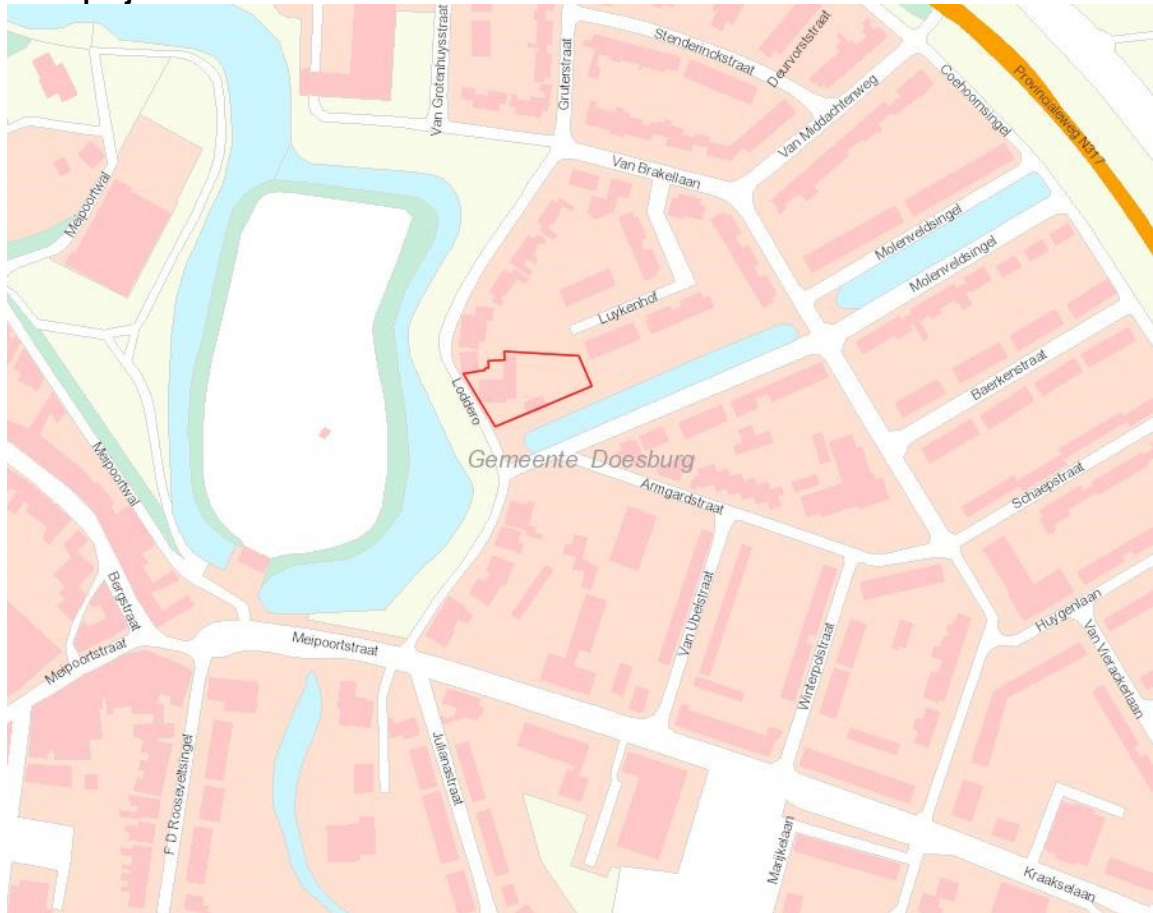 Stenderinckstraat
Deurvorststraat
Van Grotenhuysstraat
Gruterstraat
Van Middachtenweg
Coehoornsingel
Provincialeweg N317
Van Brakellaan
Meipoortwal
Molenveldsingel
Molenveldsingel
Luykenhof
Baerkenstraat
Loddero
Gemeente Doesburg
Meipoortwal
Armgardstraat
Schaepstraat
Bergstraat
Van Ubelstraat
Winterpolstraat
Huygenlaan
Van Vierackerlaan
Meipoortstraat
Meipoortstraat
F D Rooseveltsingel
Julianastraat
Marijkelaan
Kraakselaan